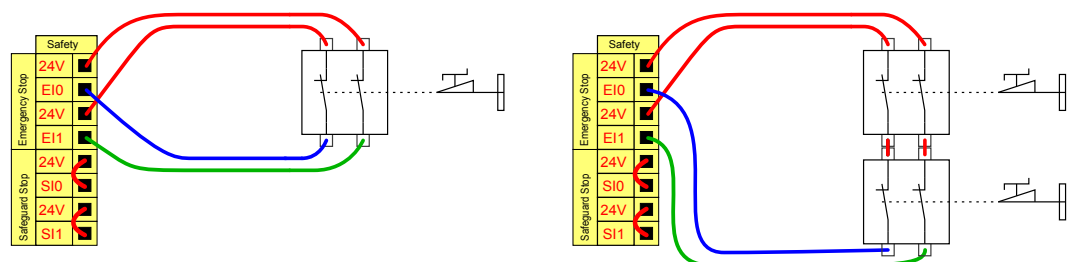 Safety
Emergency Stop
24V
EI0
24V
EI1
Safeguard Stop
24V
SI0
24V
SI1
Safety
Emergency Stop
24V
EI0
24V
EI1
Safeguard Stop
24V
SI0
24V
SI1